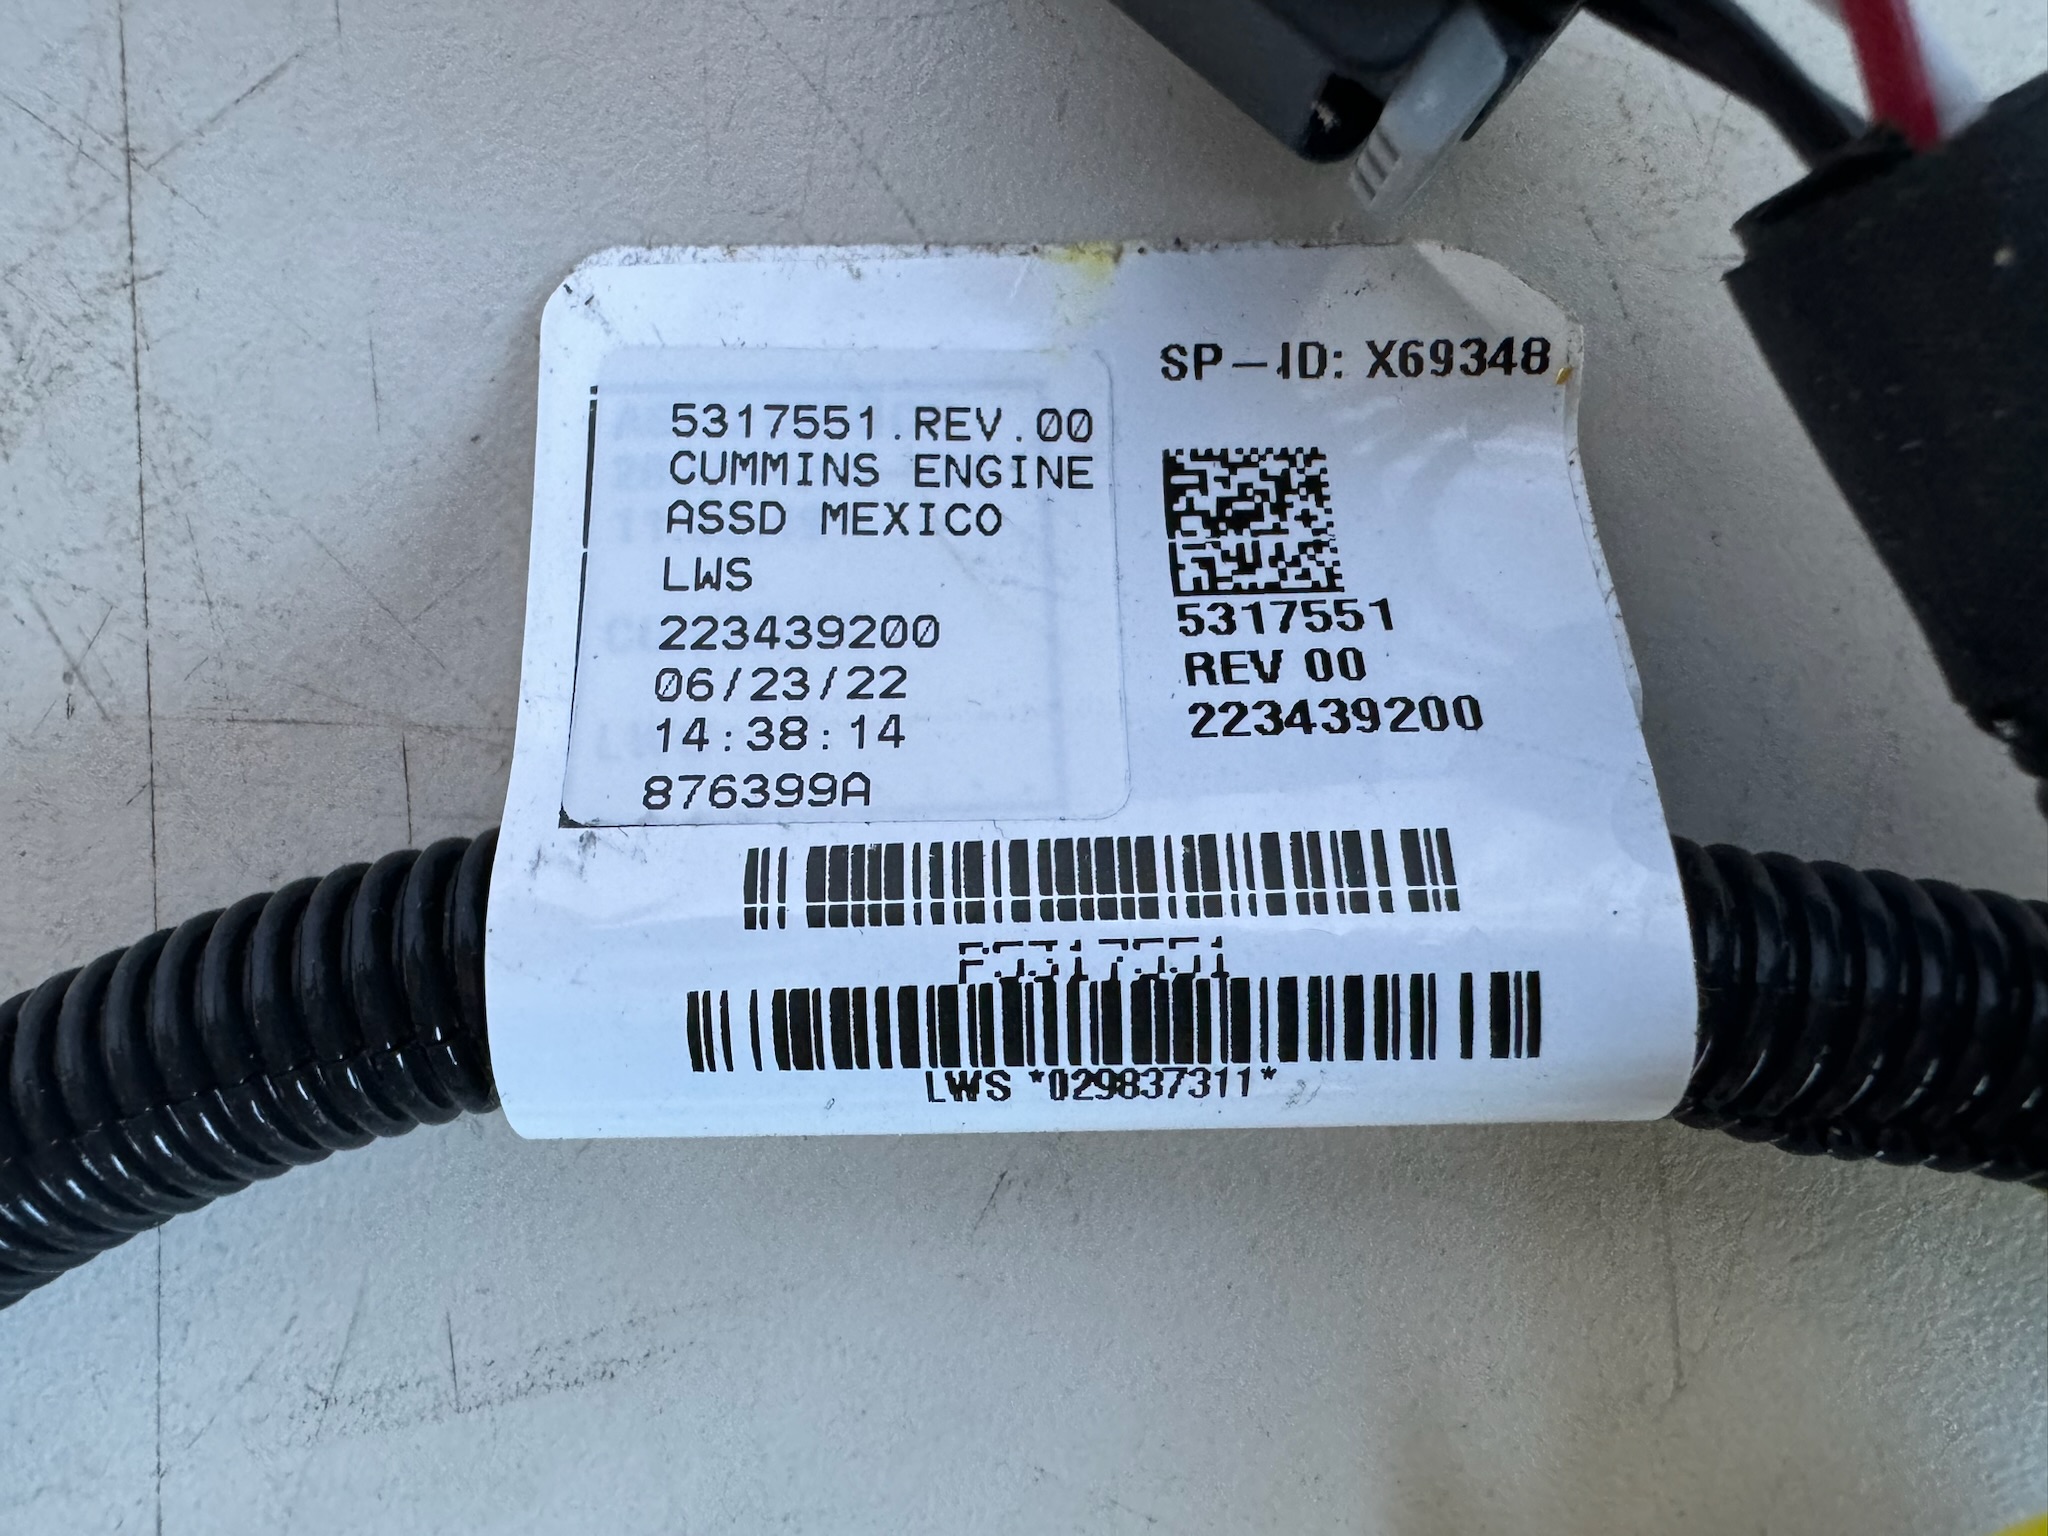 SP-ID: X69348
5317551.REV.00
CUMMINS ENGINE
ASSD MEXICO
LWS
223439200
06/23/22
14:38:14
876399A
5317551
REV 00
223439200
P5317551
LWS *029837311*